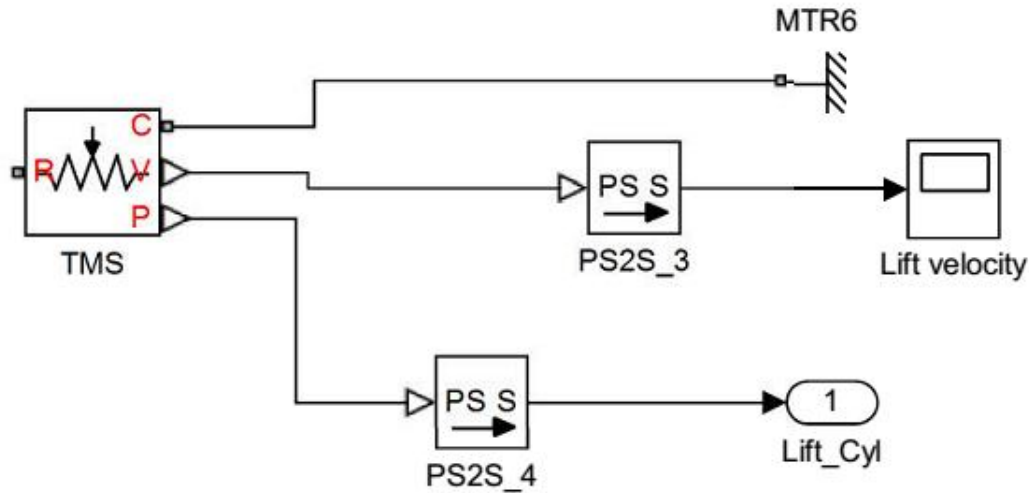 MTR6
C
R
V
P
TMS
PS S
PS2S_3
Lift velocity
PS S
PS2S_4
1
Lift_Cyl